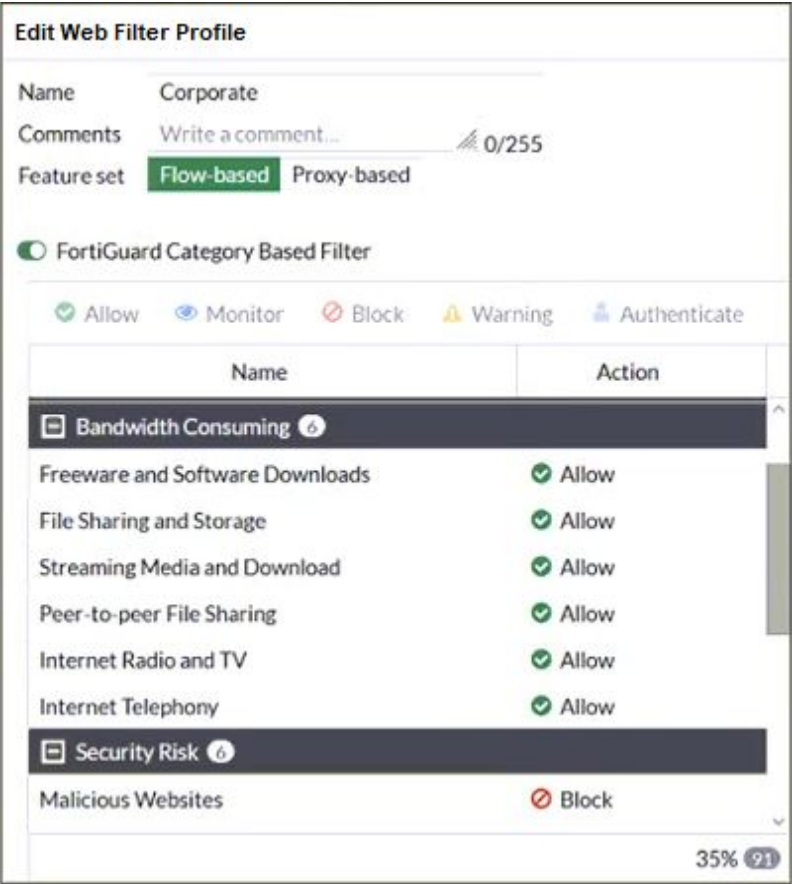 Edit Web Filter Profile
Name Corporate
Comments Write a comment... 0/255
Feature set Flow-based Proxy-based
FortiGuard Category Based Filter
Allow Monitor Block Warning Authenticate
Name Action
Bandwidth Consuming 6
Freeware and Software Downloads Allow
File Sharing and Storage Allow
Streaming Media and Download Allow
Peer-to-peer File Sharing Allow
Internet Radio and TV Allow
Internet Telephony Allow
Security Risk 6
Malicious Websites Block
35% 91